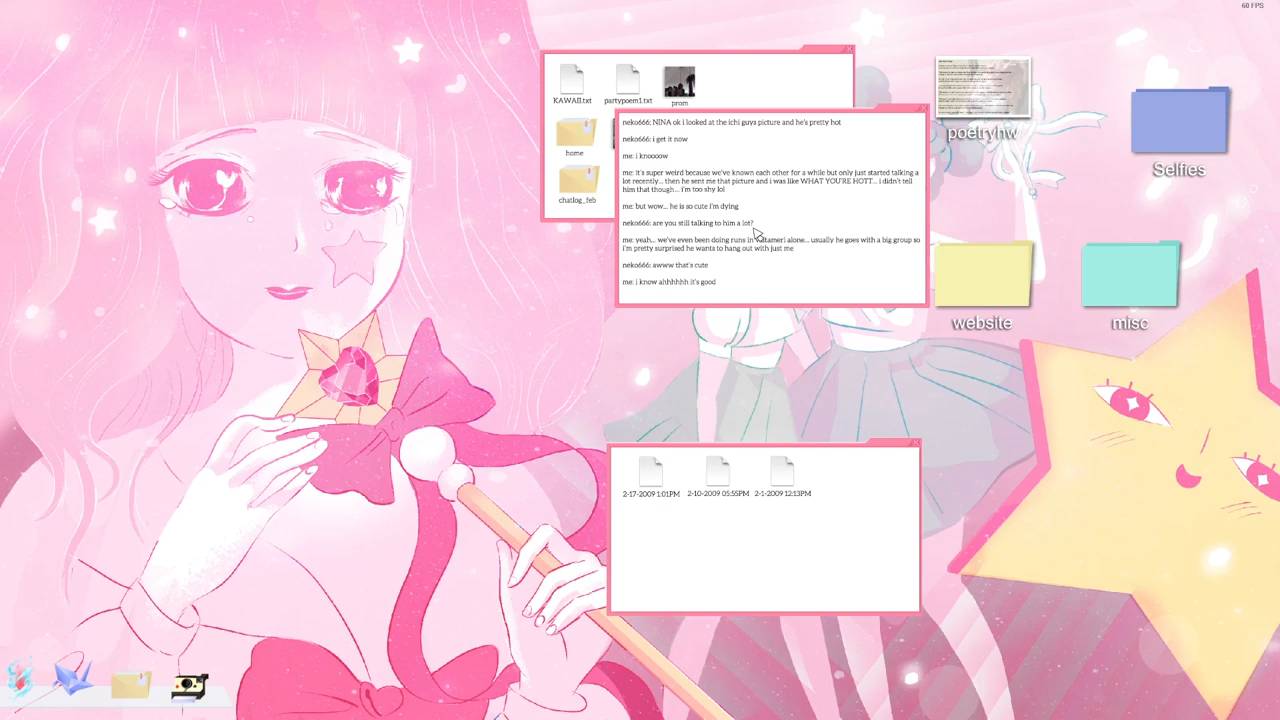 60 FPS
KAWAII.txt
partypoem1.txt
prom
home
chatlog_feb
neko666: NINA ok i looked at the ichi guys picture and he's pretty hot
neko666: i get it now
me: i knooooow
me: it's super weird because we've known each other for a while but only just started talking a
lot recently... then he sent me that picture and i was like WHAT YOU'RE HOTT... i didn't tell
him that though... i'm too shy lol
me: but wow... he is so cute i'm dying
neko666: are you still talking to him a lot?
me: yeah... we've even been doing runs in tameri alone... usually he goes with a big group so
i'm pretty surprised he wants to hang out with just me
neko666: awww that's cute
me: i know ahhhhhh it's good
poetryhw
Selfies
website
misc
2-17-2009 1:01PM
2-10-2009 05:55PM
2-1-2009 12:13PM